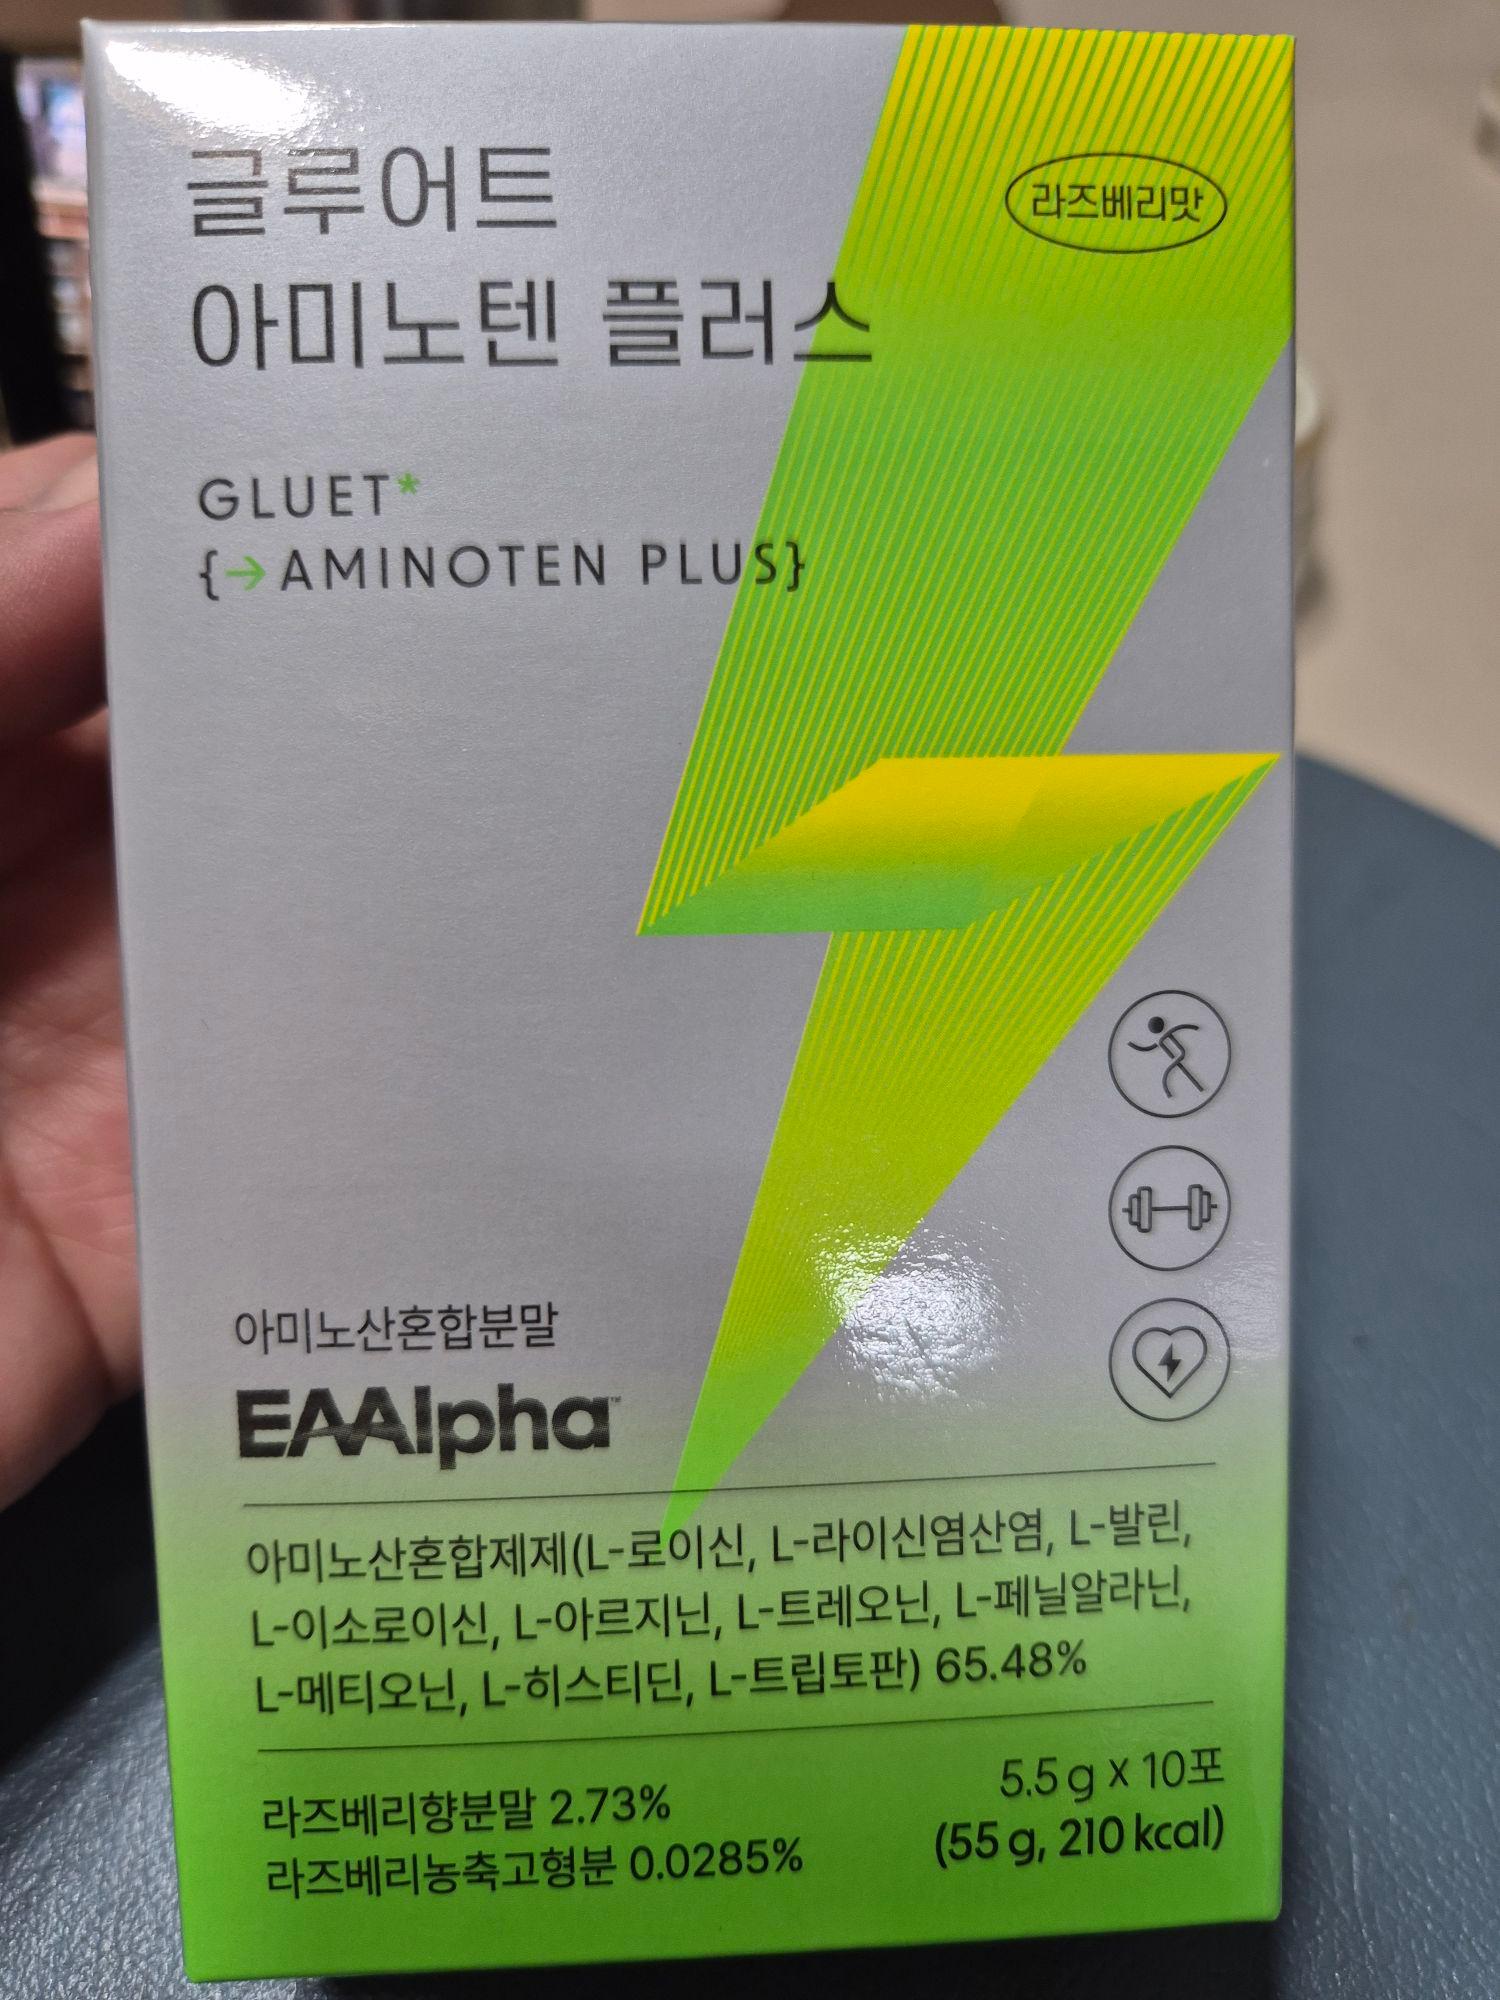 글루어트
라즈베리맛
아미노텐 플러스
GLUET*
{→AMINOTEN PLUS}
아미노산혼합분말
EAAlpha™
아미노산혼합제제(L-로이신, L-라이신염산염, L-발린,
L-이소로이신, L-아르지닌, L-트레오닌, L-페닐알라닌,
L-메티오닌, L-히스티딘, L-트립토판) 65.48%
라즈베리향분말 2.73%
라즈베리농축고형분 0.0285%
5.5 g x 10포
(55 g, 210 kcal)